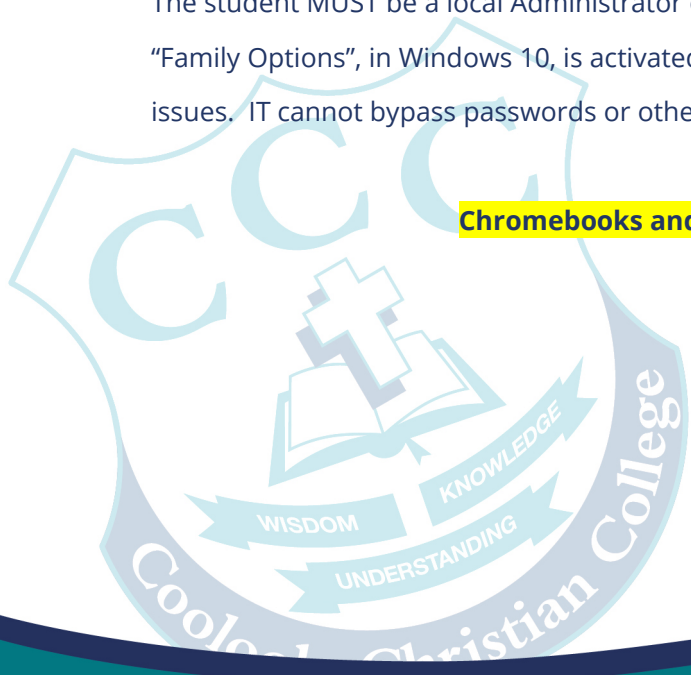 The student MUST be a local Administrator
“Family Options”, in Windows 10, is activated
issues. IT cannot bypass passwords or
Chromebooks and
CCC
KNOWLEDGE
WISDOM
UNDERSTANDING
Christian College